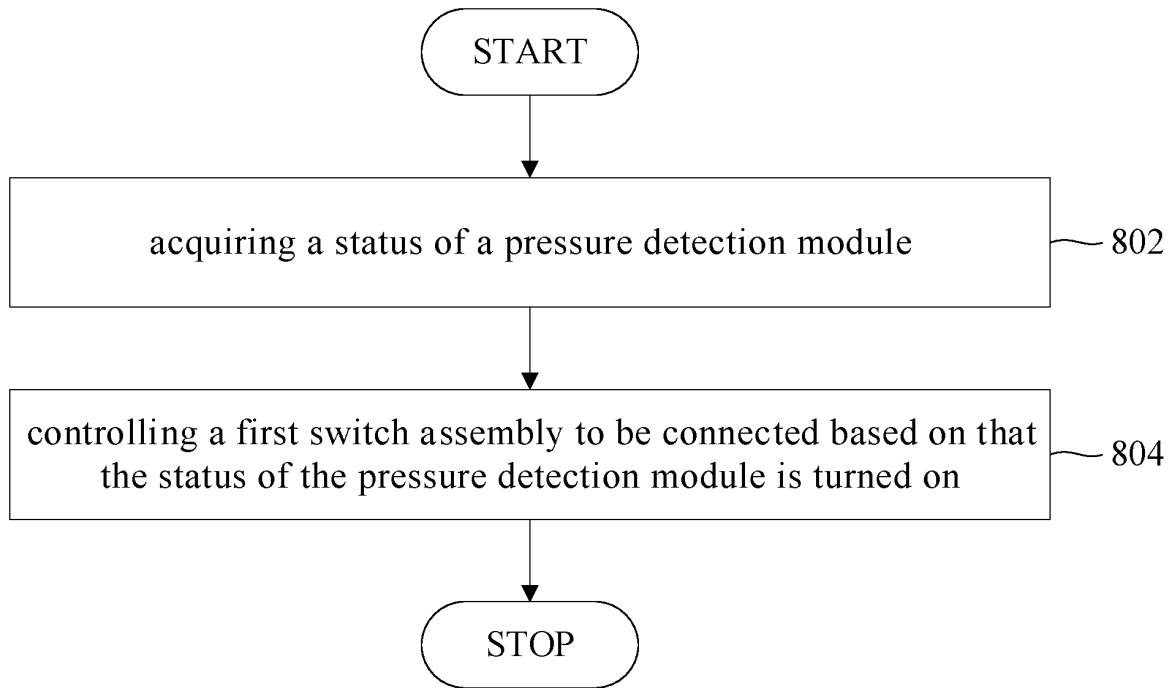 START
acquiring a status of a pressure detection module
802
controlling a first switch assembly to be connected based on that
the status of the pressure detection module is turned on
804
STOP